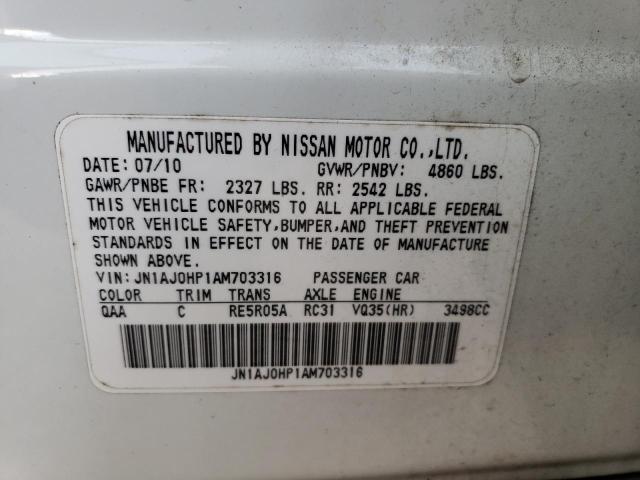 MANUFACTURED BY NISSAN MOTOR CO.,LTD.
DATE: 07/10 GVWR/PNBV: 4860 LBS.
GAWR/PNBE FR: 2327 LBS. RR: 2542 LBS.
THIS VEHICLE CONFORMS TO ALL APPLICABLE FEDERAL
MOTOR VEHICLE SAFETY,BUMPER,AND THEFT PREVENTION
STANDARDS IN EFFECT ON THE DATE OF MANUFACTURE
SHOWN ABOVE.
VIN: JN1AJ0HP1AM703316 PASSENGER CAR
COLOR TRIM TRANS AXLE ENGINE
QAA C RE5R05A RC31 VQ35(HR) 3498CC
JN1AJ0HP1AM703316